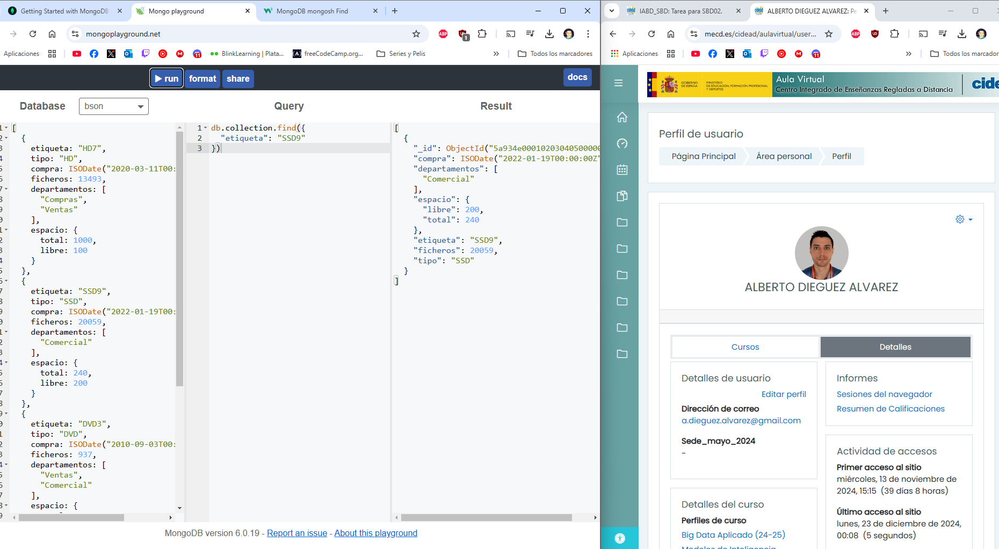 Getting Started with MongoDB
Mongo playground
MongoDB mongosh Find
mongoplayground.net
ABP
1
Aplicaciones
BlinkLearning | Plata...
freeCodeCamp.org...
Series y Pelis
»
Todos los marcadores
run
format
share
docs
Database
bson
Query
Result
[
{
etiqueta: "HD7",
tipo: "HD",
compra: ISODate("2020-03-11T00:
ficheros: 13493,
departamentos: [
"Compras",
"Ventas"
],
espacio: {
total: 1000,
libre: 100
}
},
{
etiqueta: "SSD9",
tipo: "SSD",
compra: ISODate("2022-01-19T00:
ficheros: 20059,
departamentos: [
"Comercial"
],
espacio: {
total: 240,
libre: 200
}
},
{
etiqueta: "DVD3",
tipo: "DVD",
compra: ISODate("2010-09-03T00:
ficheros: 937,
departamentos: [
"Ventas",
"Comercial"
],
espacio: {
1 db.collection.find({
2 "etiqueta": "SSD9"
3 })
[
{
"_id": ObjectId("5a934e00010203040500000
"compra": ISODate("2022-01-19T00:00:00Z"
"departamentos": [
"Comercial"
],
"espacio": {
"libre": 200,
"total": 240
},
"etiqueta": "SSD9",
"ficheros": 20059,
"tipo": "SSD"
}
]
MongoDB version 6.0.19 - Report an issue - About this playground
IABD_SBD: Tarea para SBD02.
ALBERTO DIEGUEZ ALVAREZ: Pe
mecd.es/cidead/aulavirtual/user...
ABP
Aplicaciones
11
»
Todos los marcador
GOBIERNO
DE ESPAÑA
MINISTERIO
DE EDUCACIÓN, FORMACIÓN PROFESIONAL
Y DEPORTES
Aula Virtual
Centro Integrado de Enseñanzas Regladas a Distancia
cide
Perfil de usuario
Página Principal
Área personal
Perfil
ALBERTO DIEGUEZ ALVAREZ
Cursos
Detalles
Detalles de usuario
Editar perfil
Dirección de correo
a.dieguez.alvarez@gmail.com
Sede_mayo_2024
-
Detalles del curso
Perfiles de curso
Big Data Aplicado (24-25)
Modelos de Inteligencia
Informes
Sesiones del navegador
Resumen de Calificaciones
Actividad de accesos
Primer acceso al sitio
miércoles, 13 de noviembre de
2024, 15:15 (39 días 8 horas)
Último acceso al sitio
lunes, 23 de diciembre de 2024,
00:08 (5 segundos)